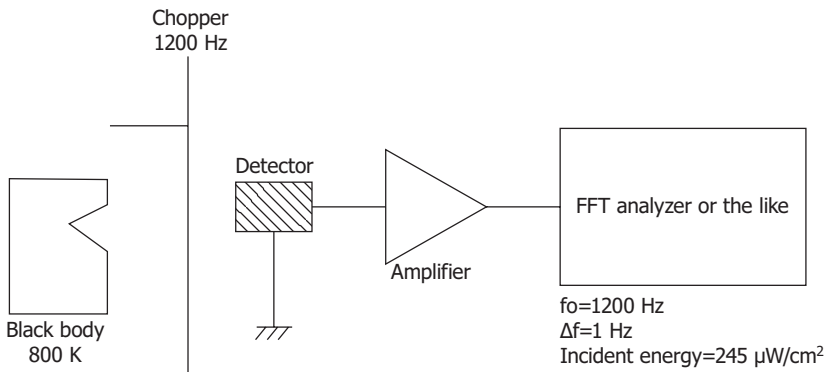 Chopper
1200 Hz
Detector
FFT analyzer or the like
Amplifier
Black body
800 K
fo=1200 Hz
Δf=1 Hz
Incident energy=245 μW/cm²